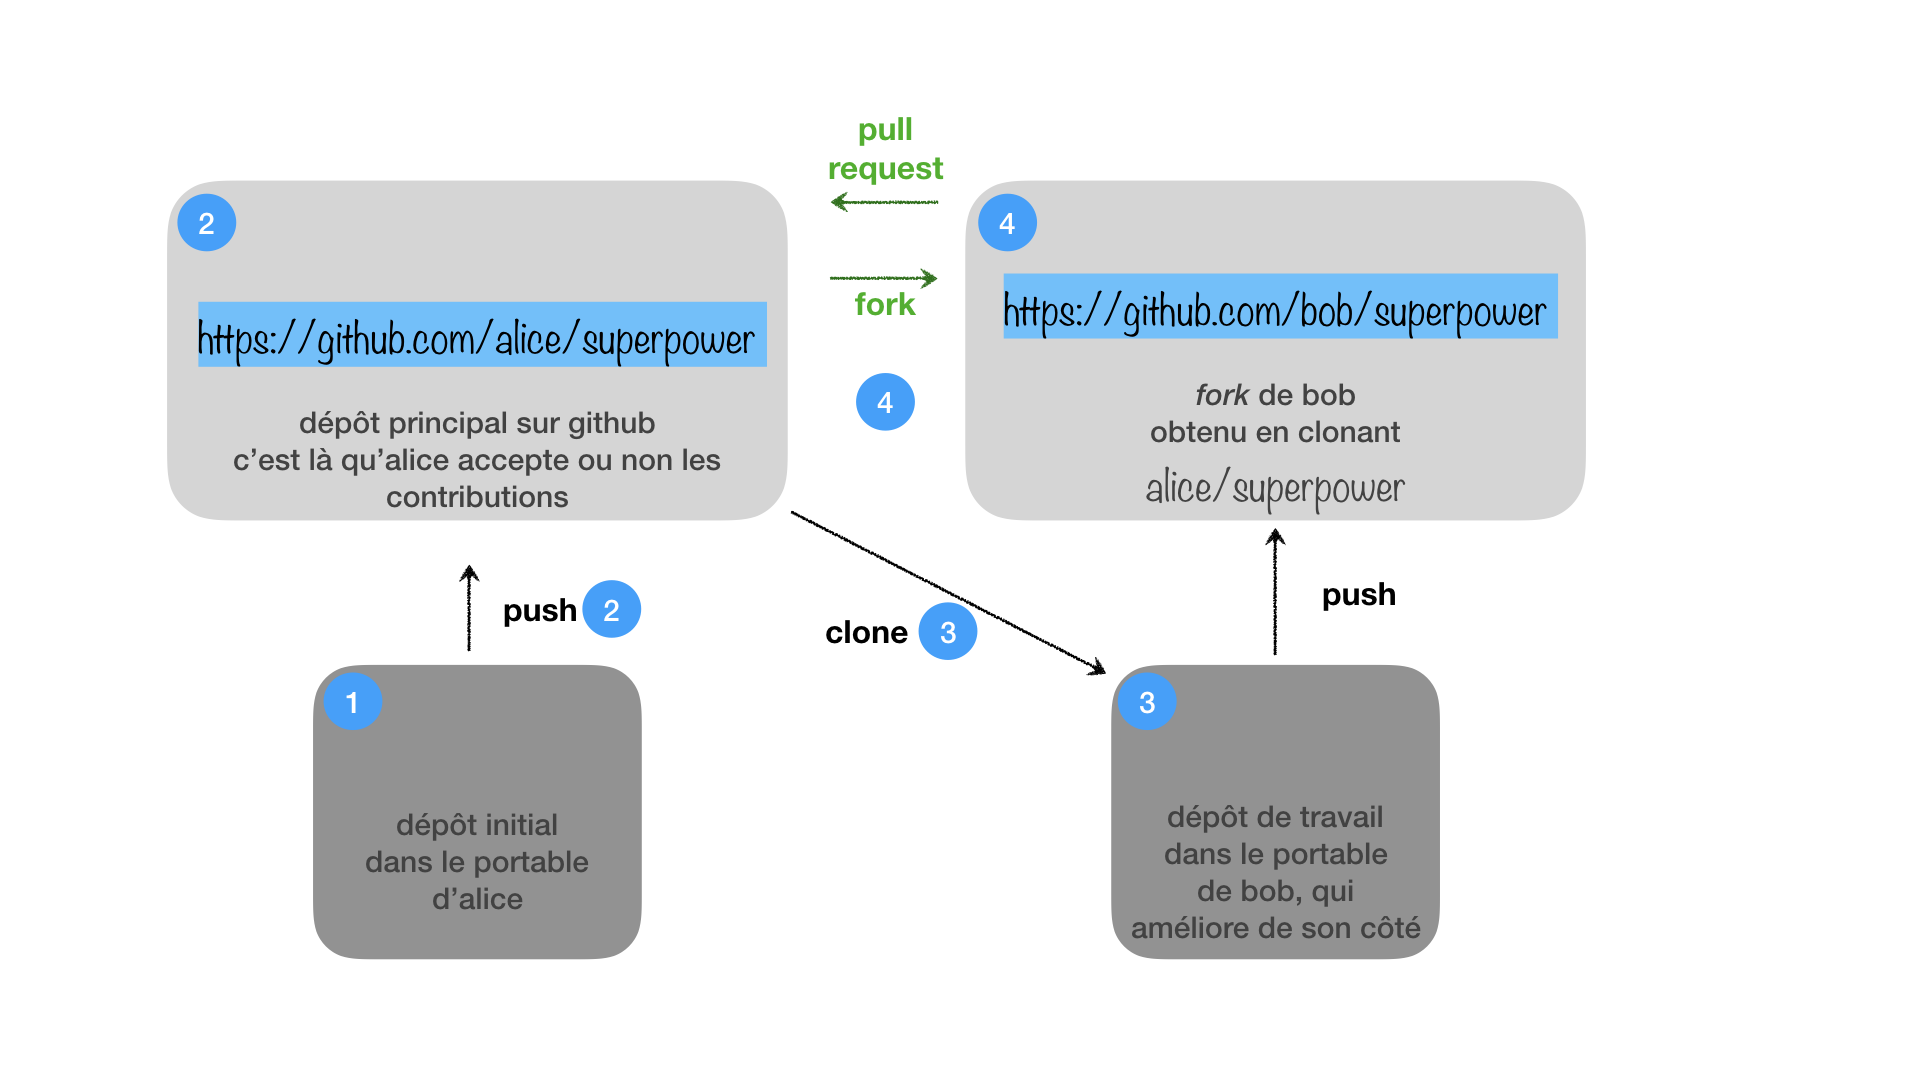 pull
request
2
4
https://github.com/alice/superpower
fork
https://github.com/bob/superpower
4
dépôt principal sur github
c’est là qu’alice accepte ou non les
contributions
fork de bob
obtenu en clonant
alice/superpower
push 2
clone 3
push
1
dépôt initial
dans le portable
d’alice
3
dépôt de travail
dans le portable
de bob, qui
améliore de son côté